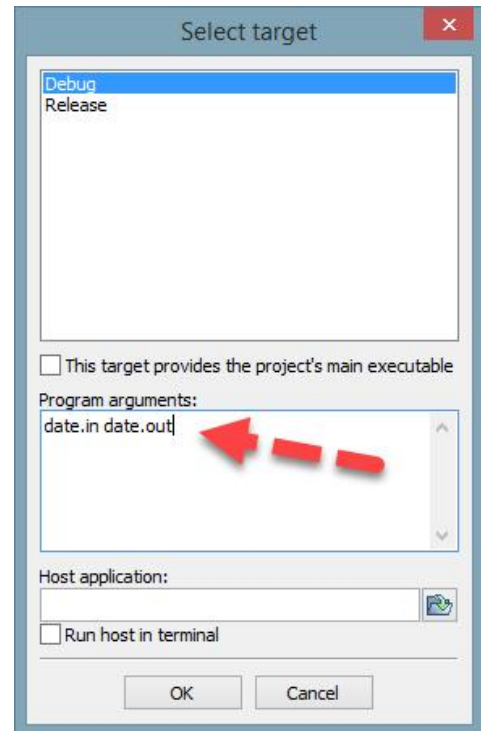 Select target
Debug
Release
This target provides the project's main executable
Program arguments:
date.in date.out
Host application:
Run host in terminal
OK
Cancel